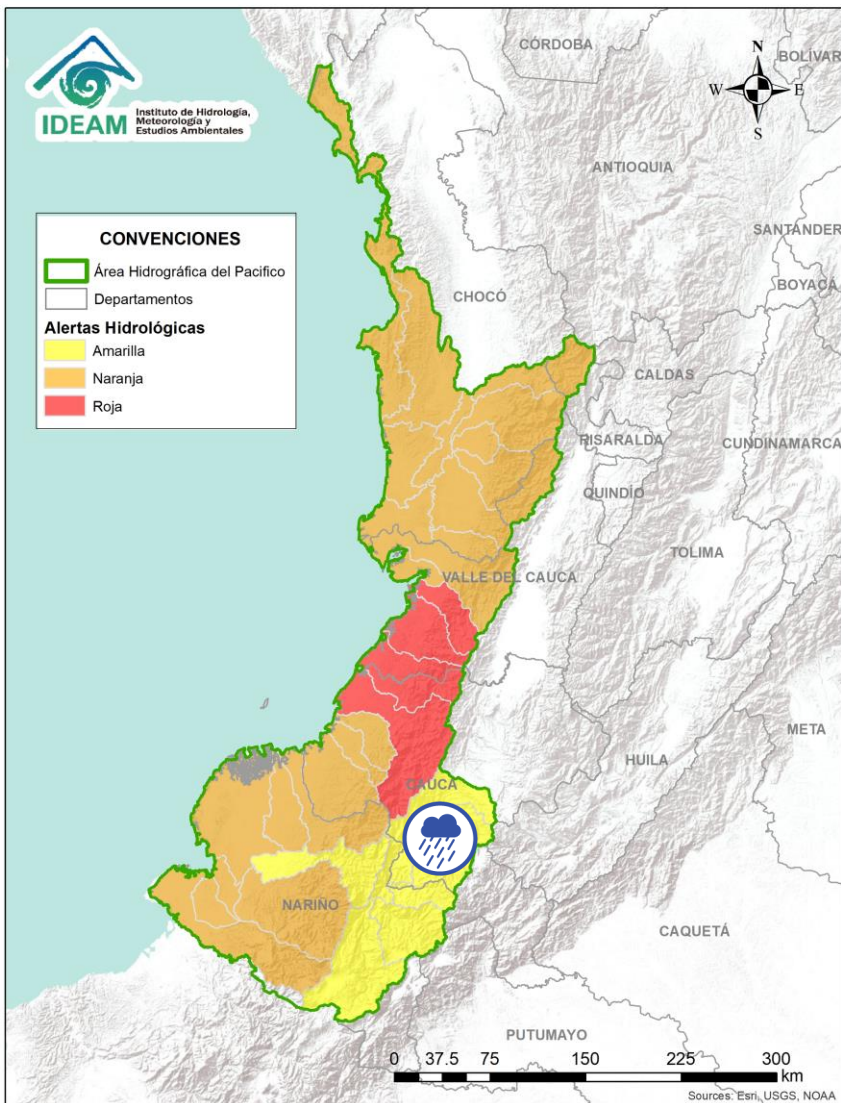 IDEAM
Instituto de Hidrología,
Meteorología y
Estudios Ambientales
CÓRDOBA
BOLÍVAR
N
W
E
S
ANTIOQUIA
SANTANDER
BOYACÁ
CONVENCIONES
Área Hidrográfica del Pacifico
Departamentos
Alertas Hidrológicas
Amarilla
Naranja
Roja
CHOCÓ
CALDAS
RISARALDA
CUNDINAMARCA
QUINDÍO
TOLIMA
VALLE DEL CAUCA
META
HUILA
CAUCA
NARIÑO
CAQUETÁ
PUTUMAYO
0 37.5 75 150 225 300
km
Sources: Esri, USGS, NOAA